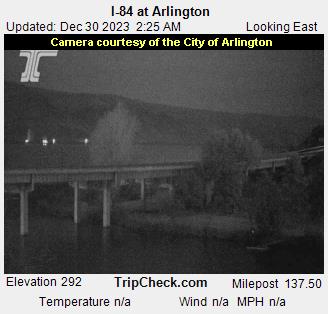 I-84 at Arlington
Updated: Dec 30 2023 2:25 AM Looking East
Camera courtesy of the City of Arlington
Elevation 292 TripCheck.com Milepost 137.50
Temperature n/a Wind n/a MPH n/a